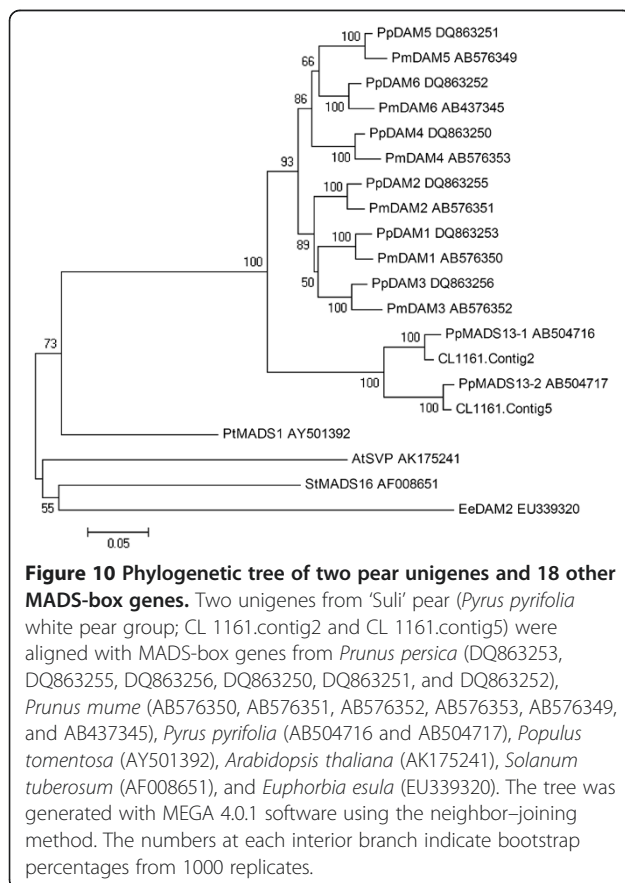 PpDAM5 DQ863251
100
PmDAM5 AB576349
66
PpDAM6 DQ863252
100
PmDAM6 AB437345
86
PpDAM4 DQ863250
100
PmDAM4 AB576353
93
PpDAM2 DQ863255
100
PmDAM2 AB576351
89
PpDAM1 DQ863253
100
PmDAM1 AB576350
50
PpDAM3 DQ863256
100
PmDAM3 AB576352
100
PpMADS13-1 AB504716
100
CL1161.Contig2
100
PpMADS13-2 AB504717
100
CL1161.Contig5
73
PtMADS1 AY501392
AtSVP AK175241
StMADS16 AF008651
55
EeDAM2 EU339320
0.05
Figure 10 Phylogenetic tree of two pear unigenes and 18 other
MADS-box genes. Two unigenes from ‘Suli’ pear (Pyrus pyrifolia
white pear group; CL 1161.contig2 and CL 1161.contig5) were
aligned with MADS-box genes from Prunus persica (DQ863253,
DQ863255, DQ863256, DQ863250, DQ863251, and DQ863252),
Prunus mume (AB576350, AB576351, AB576352, AB576353, AB576349,
and AB437345), Pyrus pyrifolia (AB504716 and AB504717), Populus
tomentosa (AY501392), Arabidopsis thaliana (AK175241), Solanum
tuberosum (AF008651), and Euphorbia esula (EU339320). The tree was
generated with MEGA 4.0.1 software using the neighbor–joining
method. The numbers at each interior branch indicate bootstrap
percentages from 1000 replicates.